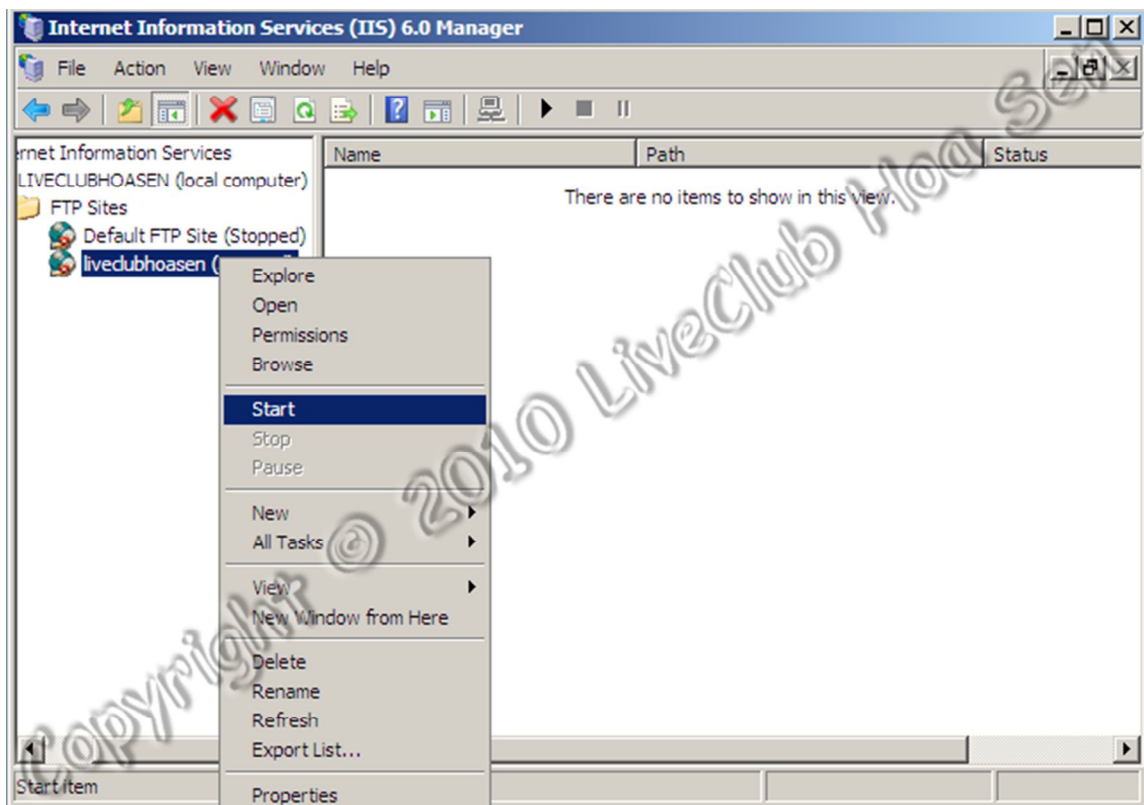 Internet Information Services (IIS) 6.0 Manager
File Action View Window Help
rnet Information Services
LIVECLUBHOASEN (local computer)
FTP Sites
Default FTP Site (Stopped)
liveclubhoasen (
Name Path Status
There are no items to show in this view.
Explore
Open
Permissions
Browse
Start
Stop
Pause
New
All Tasks
View
New Window from Here
Delete
Rename
Refresh
Export List...
Properties
Start item
Copyright © 2010 LiveClub Hoa Sen